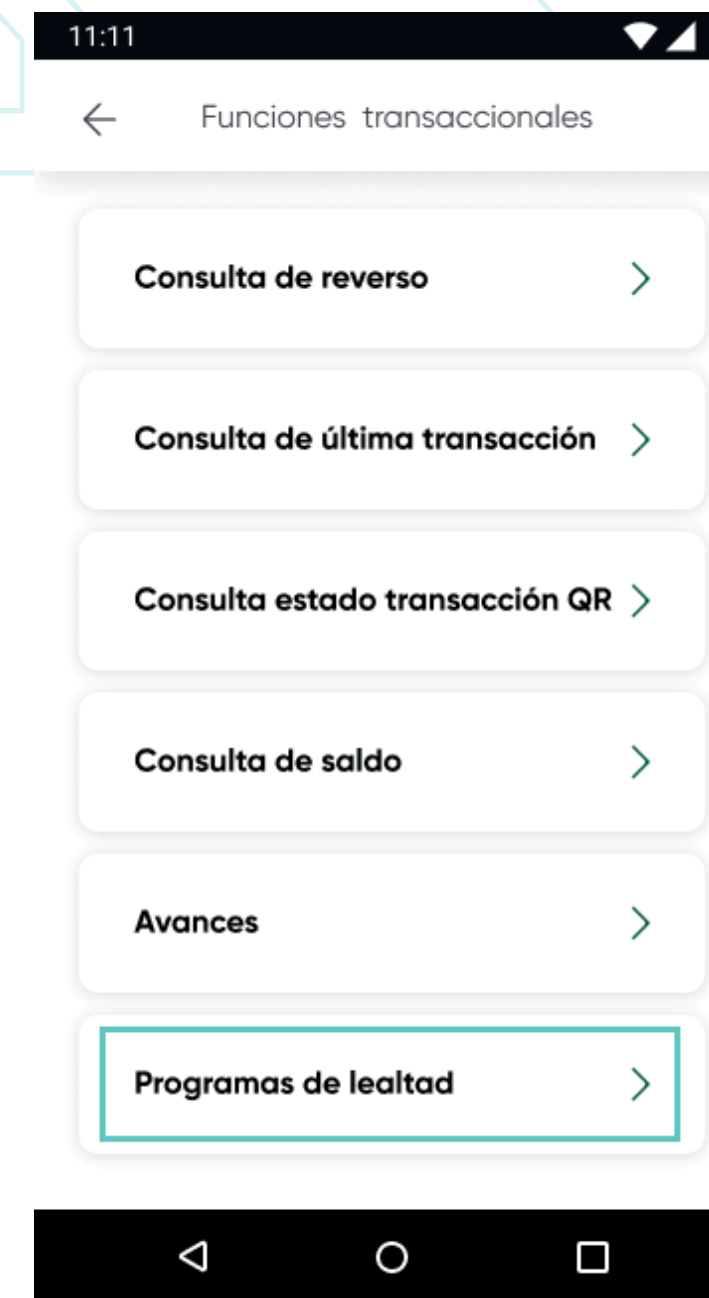 11:11
Funciones transaccionales
Consulta de reverso
Consulta de última transacción
Consulta estado transacción QR
Consulta de saldo
Avances
Programas de lealtad